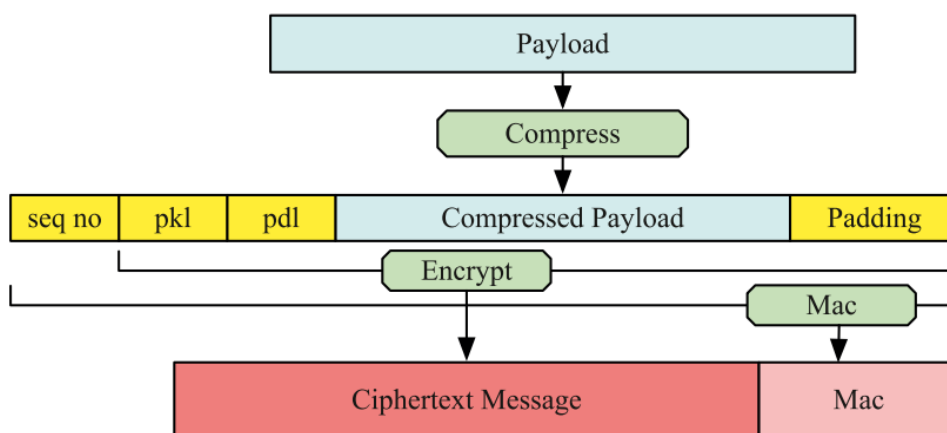 Payload
Compress
seq no pkl pdl Compressed Payload Padding
Encrypt
Mac
Ciphertext Message Mac